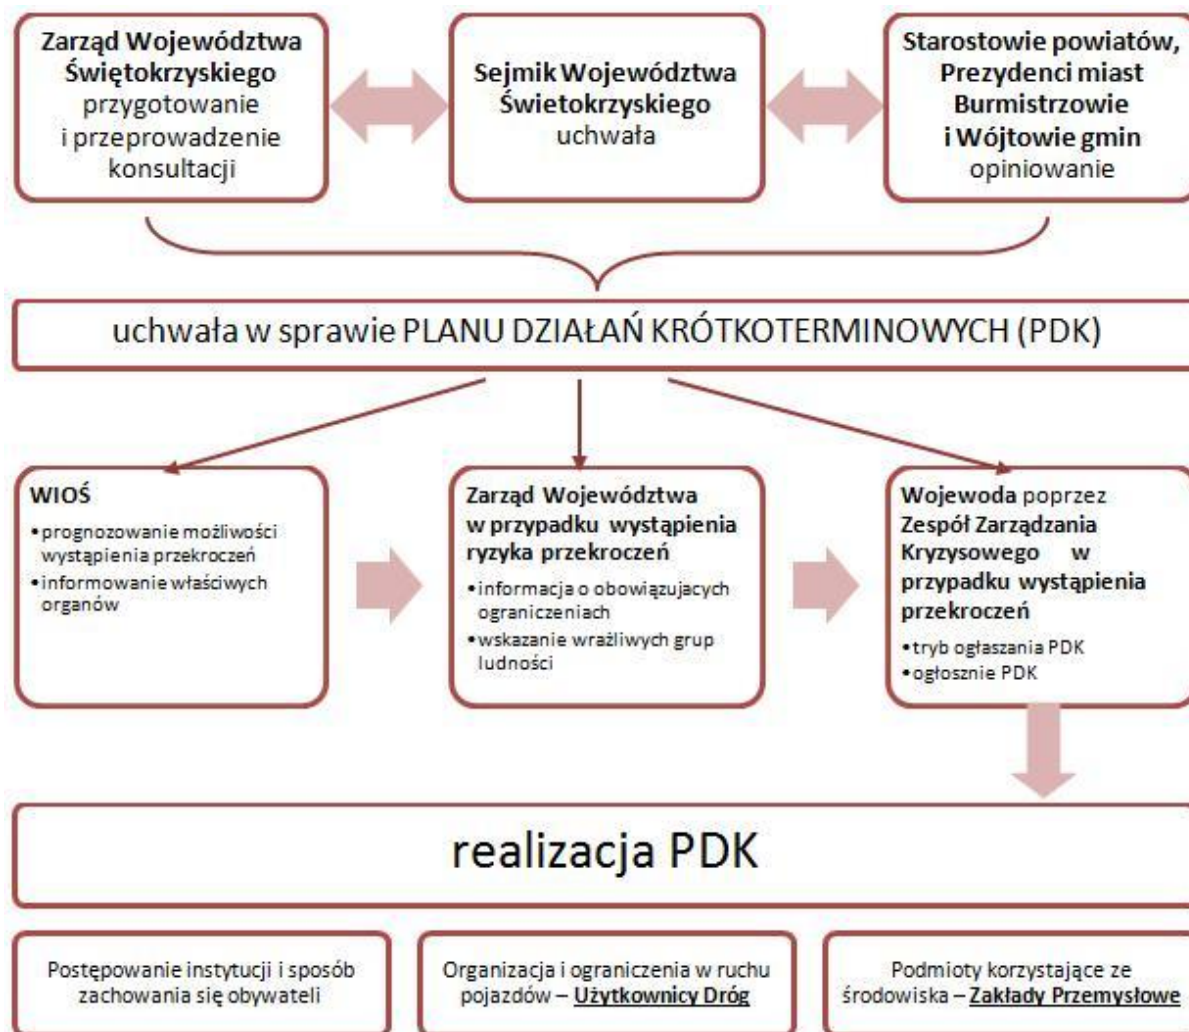 Zarząd Województwa
Świętokrzyskiego
przygotowanie
i przeprowadzenie
konsultacji
Sejmik Województwa
Świetokrzyskiego
uchwała
Starostowie powiatów,
Prezydenci miast
Burmistrzowie
i Wójtowie gmin
opiniowanie
uchwała w sprawie PLANU DZIAŁAŃ KRÓTKOTERMINOWYCH (PDK)
WIOŚ
•prognozowanie możliwości
wystąpienia przekroczeń
•informowanie właściwych
organów
Zarząd Województwa
w przypadku wystąpienia
ryzyka przekroczeń
•informacja o obowiązujacych
ograniczeniach
•wskazanie wrażliwych grup
ludności
Wojewoda poprzez
Zespół Zarządzania
Kryzysowego w
przypadku wystąpienia
przekroczeń
•tryb ogłaszania PDK
•ogłosznie PDK
realizacja PDK
Postępowanie instytucji i sposób
zachowania się obywateli
Organizacja i ograniczenia w ruchu
pojazdów – Użytkownicy Dróg
Podmioty korzystające ze
środowiska – Zakłady Przemysłowe